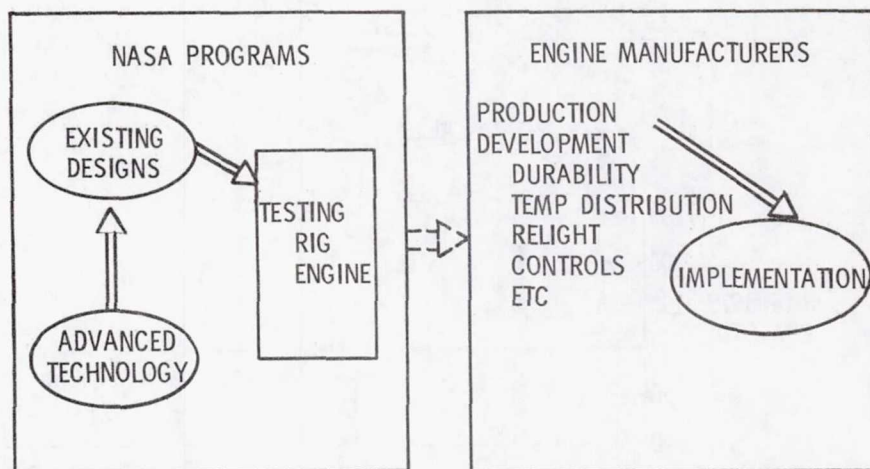 NASA PROGRAMS
EXISTING
DESIGNS
TESTING
RIG
ENGINE
ADVANCED
TECHNOLOGY
ENGINE MANUFACTURERS
PRODUCTION
DEVELOPMENT
DURABILITY
TEMP DISTRIBUTION
RELIGHT
CONTROLS
ETC
IMPLEMENTATION